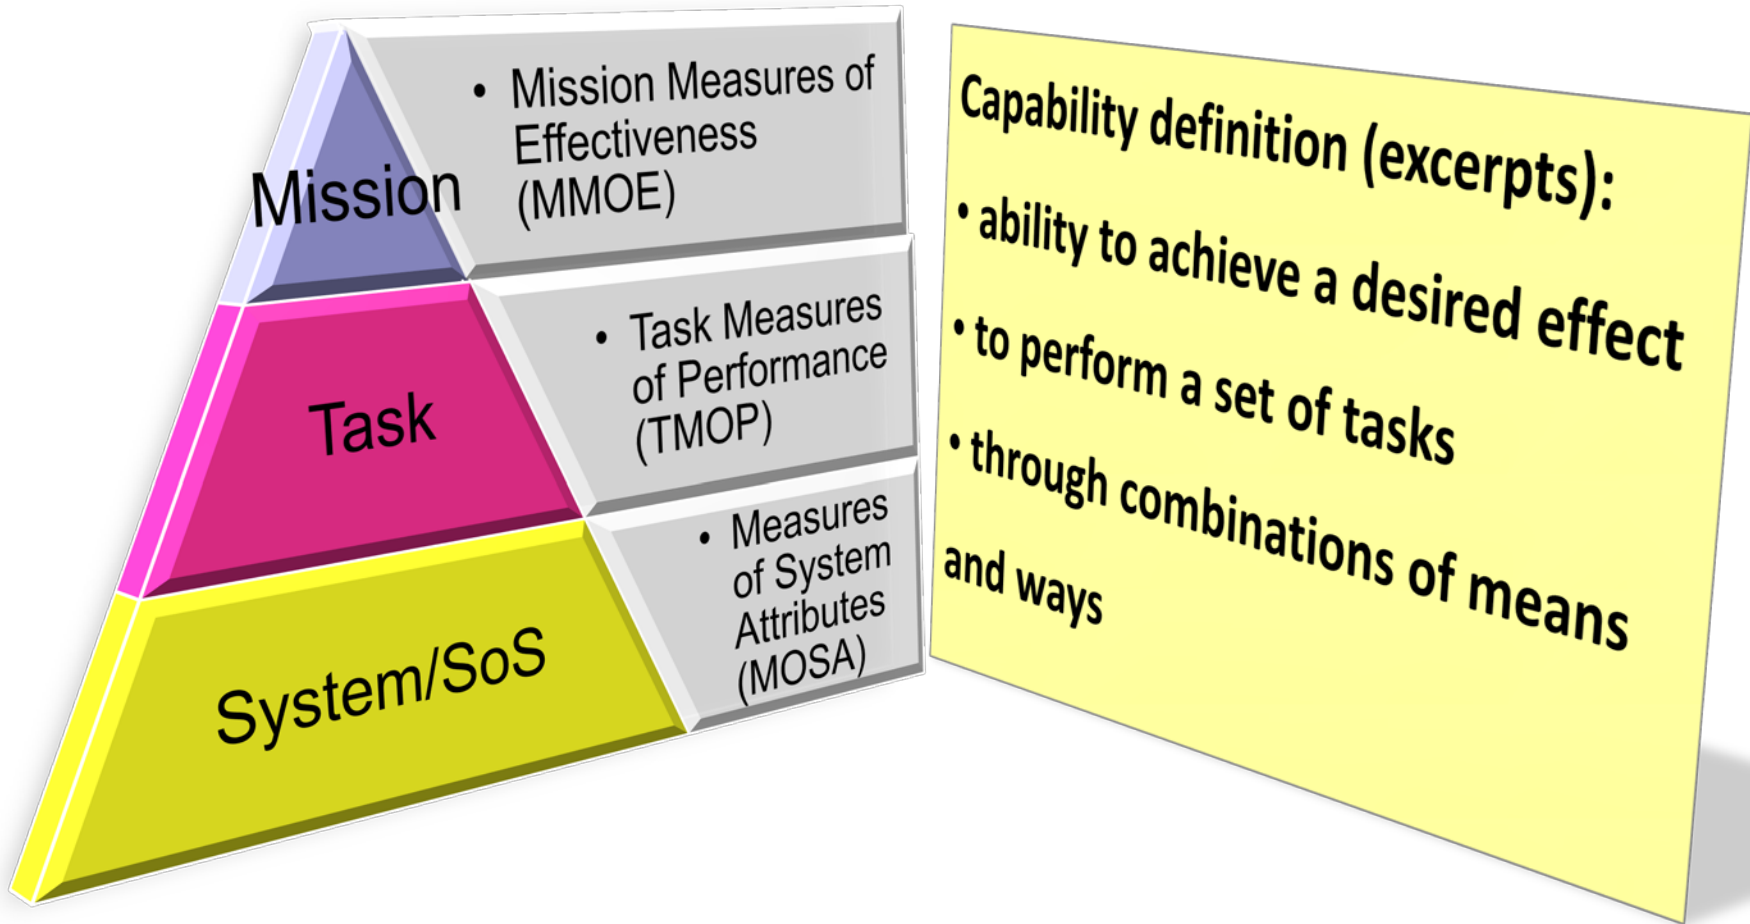 Mission
• Mission Measures of
Effectiveness
(MMOE)
Task
• Task Measures
of Performance
(TMOP)
System/SoS
• Measures
of System
Attributes
(MOSA)
Capability definition (excerpts):
• ability to achieve a desired effect
• to perform a set of tasks
• through combinations of means
and ways